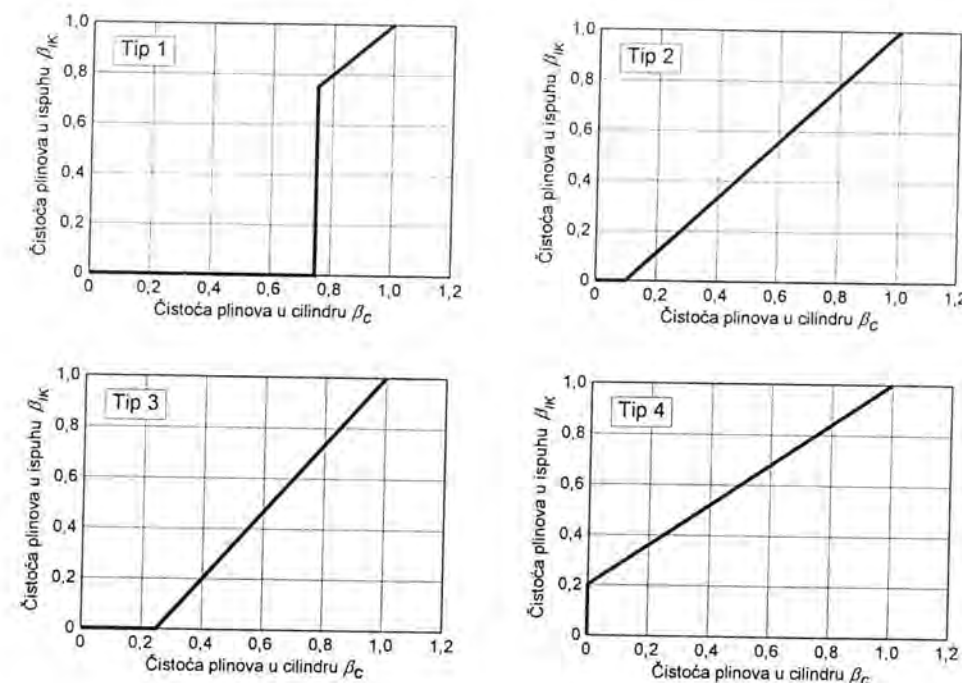 Tip 1
Čistoća plinova u ispuhu βIK
1,0
0,8
0,6
0,4
0,2
0
0 0,2 0,4 0,6 0,8 1,0 1,2
Čistoća plinova u cilindru βC
Tip 2
Čistoća plinova u ispuhu βIK
1,0
0,8
0,6
0,4
0,2
0
0 0,2 0,4 0,6 0,8 1,0 1,2
Čistoća plinova u cilindru βC
Tip 3
Čistoća plinova u ispuhu βIK
1,0
0,8
0,6
0,4
0,2
0
0 0,2 0,4 0,6 0,8 1,0 1,2
Čistoća plinova u cilindru βC
Tip 4
Čistoća plinova u ispuhu βIK
1,0
0,8
0,6
0,4
0,2
0
0 0,2 0,4 0,6 0,8 1,0 1,2
Čistoća plinova u cilindru βC